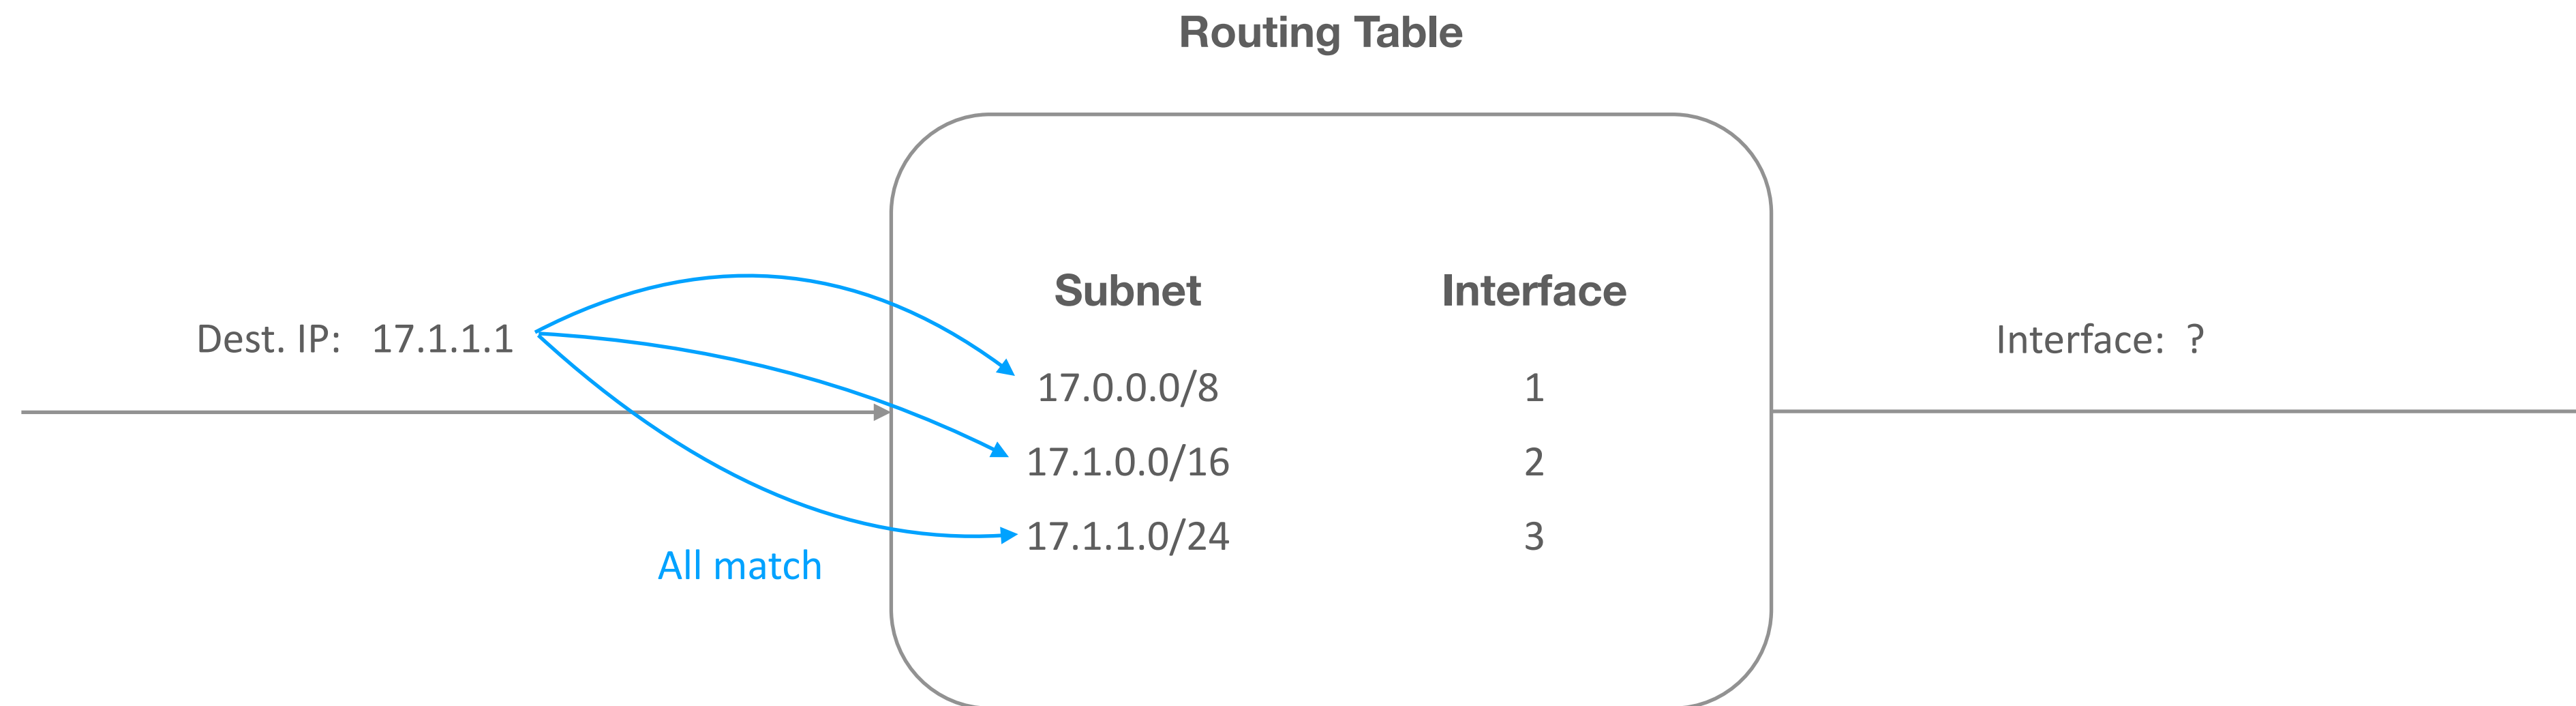 Routing Table
Subnet Interface
Dest. IP: 17.1.1.1
Interface: ?
17.0.0.0/8 1
17.1.0.0/16 2
17.1.1.0/24 3
All match